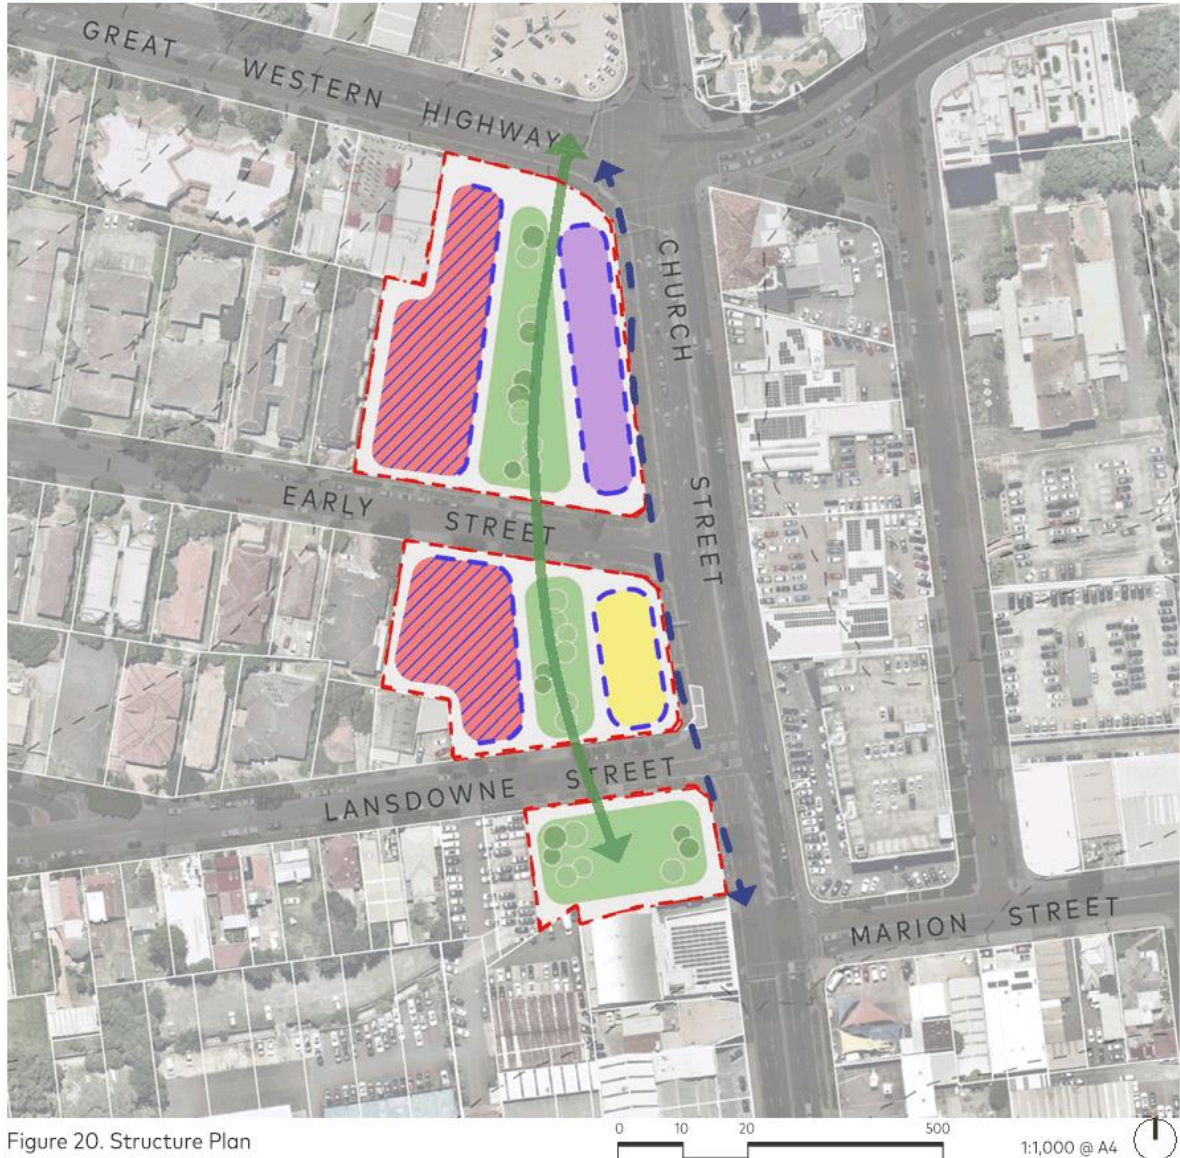 GREAT WESTERN HIGHWAY
CHURCH STREET
EARLY STREET
LANSDOWNE STREET
MARION STREET
Figure 20. Structure Plan
0 10 20 500
1:1,000 @ A4